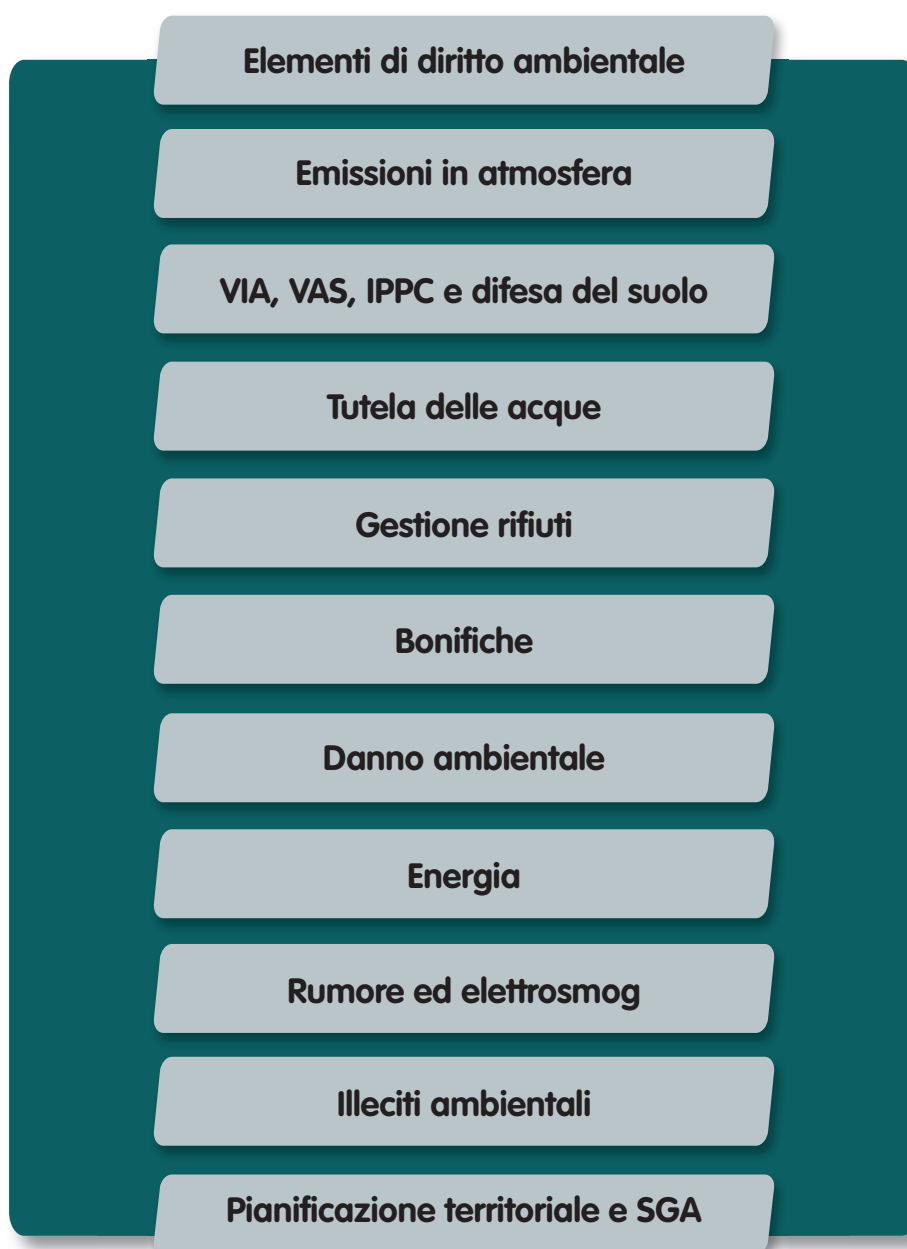 Elementi di diritto ambientale
Emissioni in atmosfera
VIA, VAS, IPPC e difesa del suolo
Tutela delle acque
Gestione rifiuti
Bonifiche
Danno ambientale
Energia
Rumore ed elettrosmog
Illeciti ambientali
Pianificazione territoriale e SGA